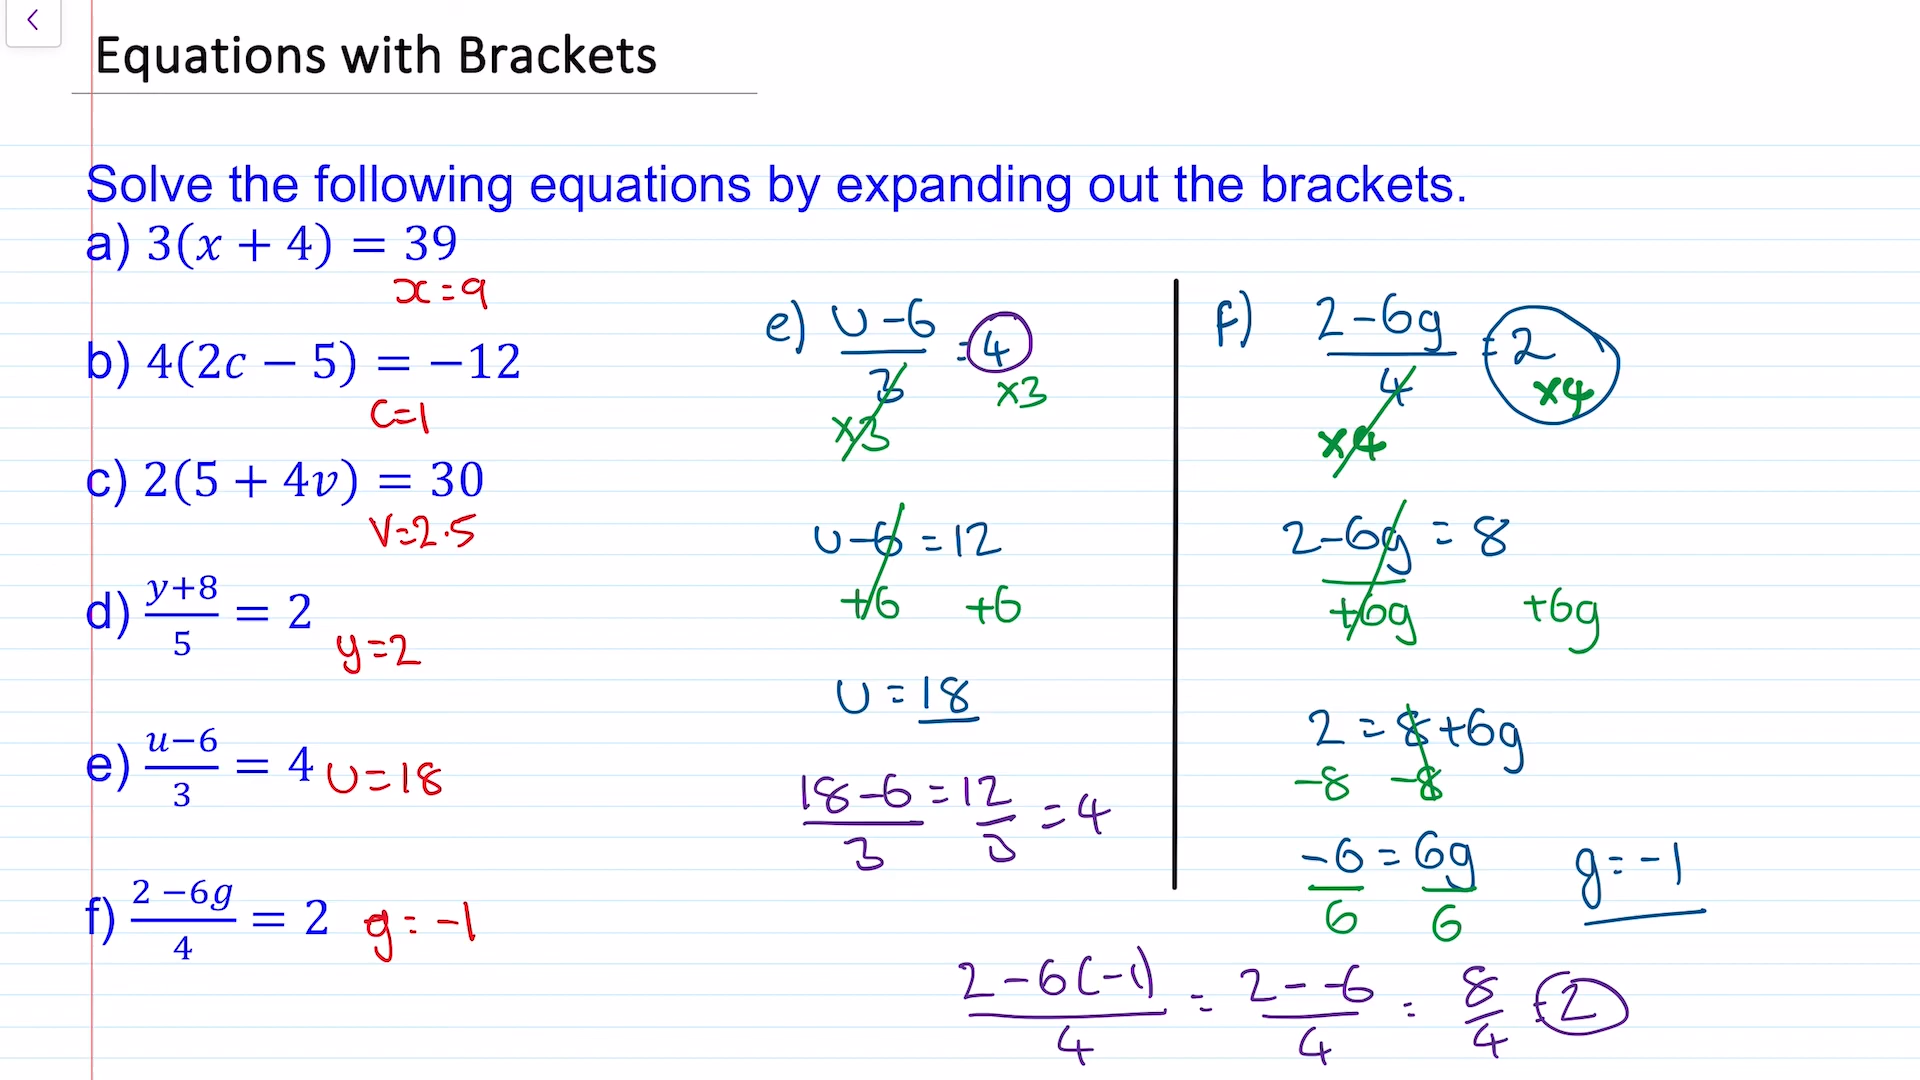 Equations with Brackets
Solve the following equations by expanding out the brackets.
a) 3(x + 4) = 39
x=9
b) 4(2c − 5) = −12
c=1
c) 2(5 + 4v) = 30
v=2·5
d) y+8/5 = 2
y=2
e) u−6/3 = 4
u=18
f) 2 −6g/4 = 2
g=-1
e) u-6/3 = 4
×3 ×3
u-6 = 12
+6 +6
u = 18
18-6/3 = 12/3 = 4
f) 2-6g/4 = 2
×4 ×4
2-6g = 8
+6g +6g
2 = 8+6g
-8 -8
-6/6 = 6g/6
g=-1
2-6(-1)/4 = 2--6/4 = 8/4 = 2